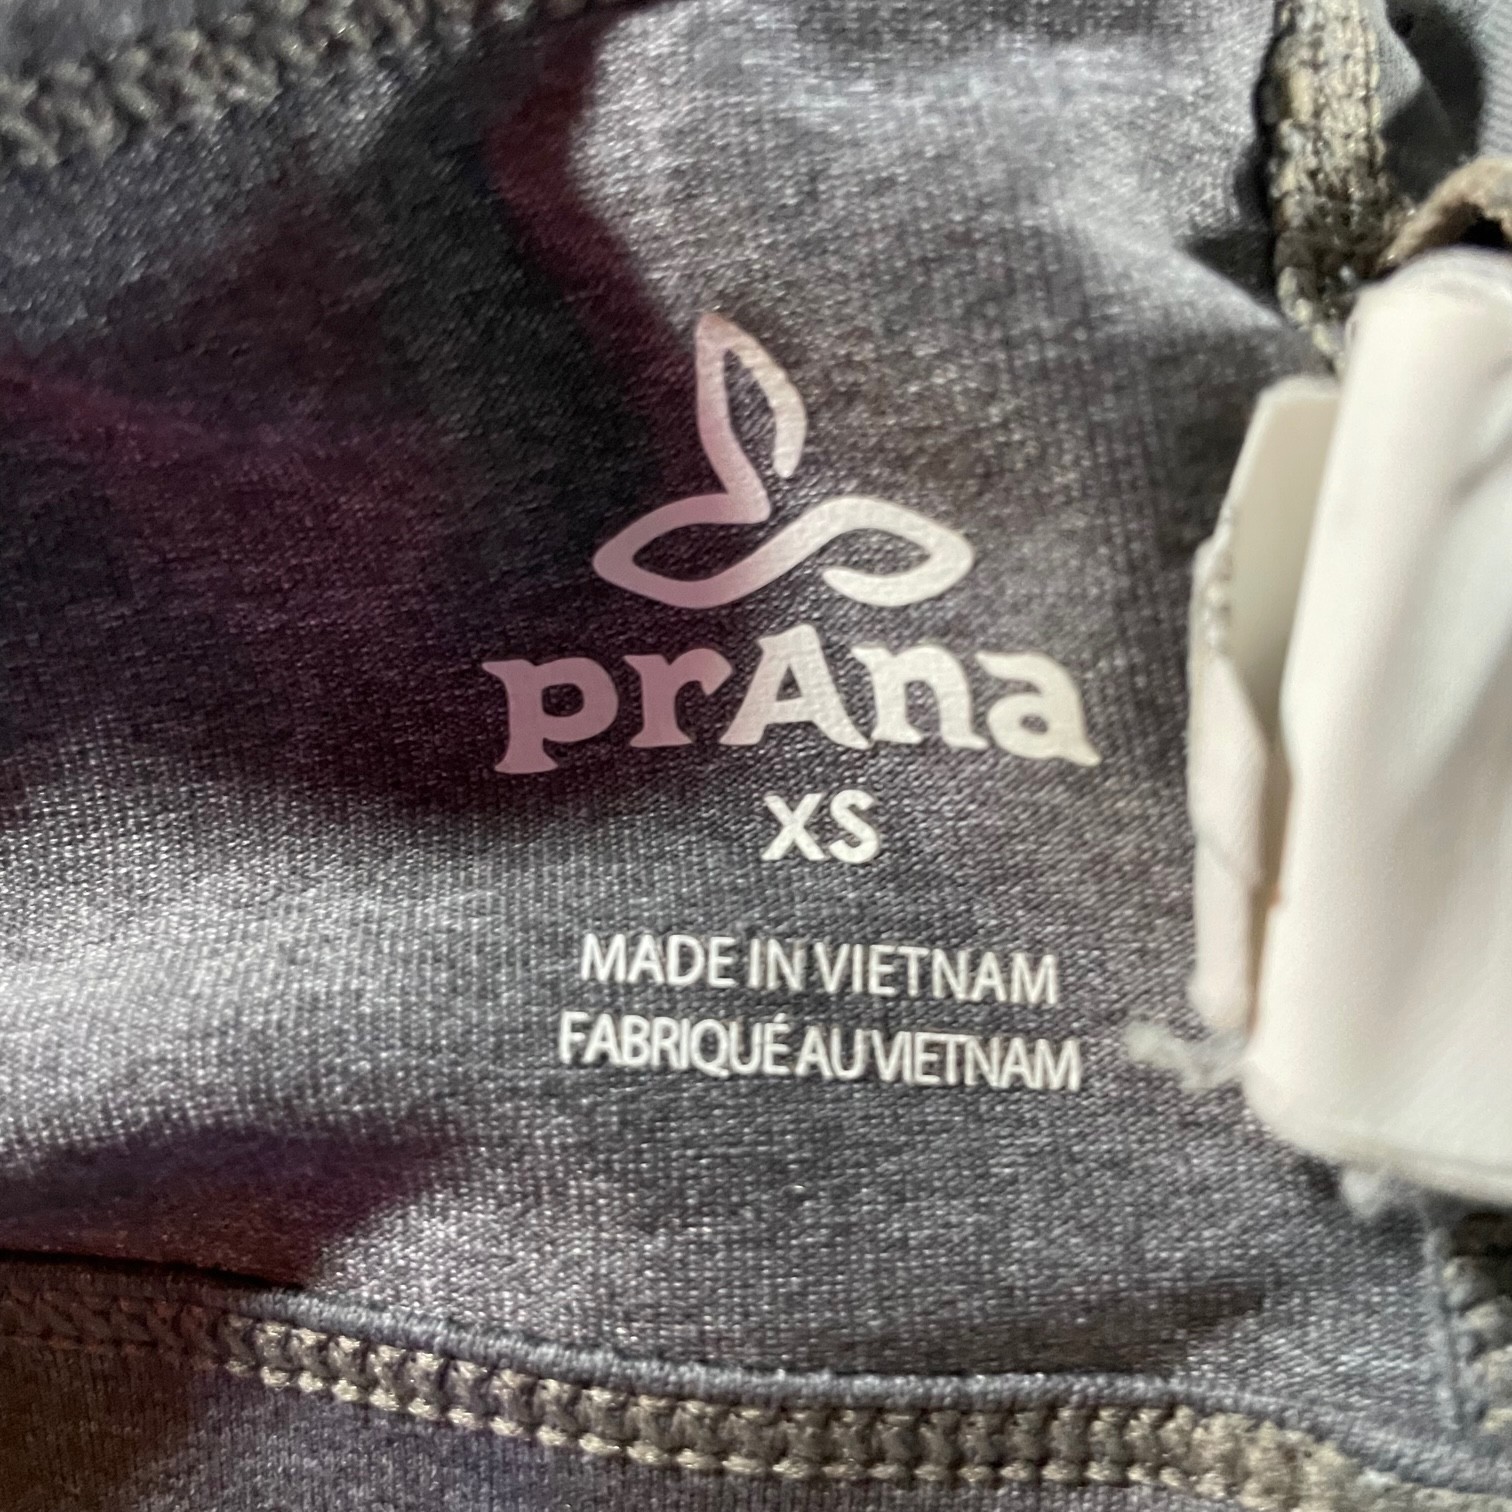 prAna
XS
MADE IN VIETNAM
FABRIQUÉ AU VIETNAM